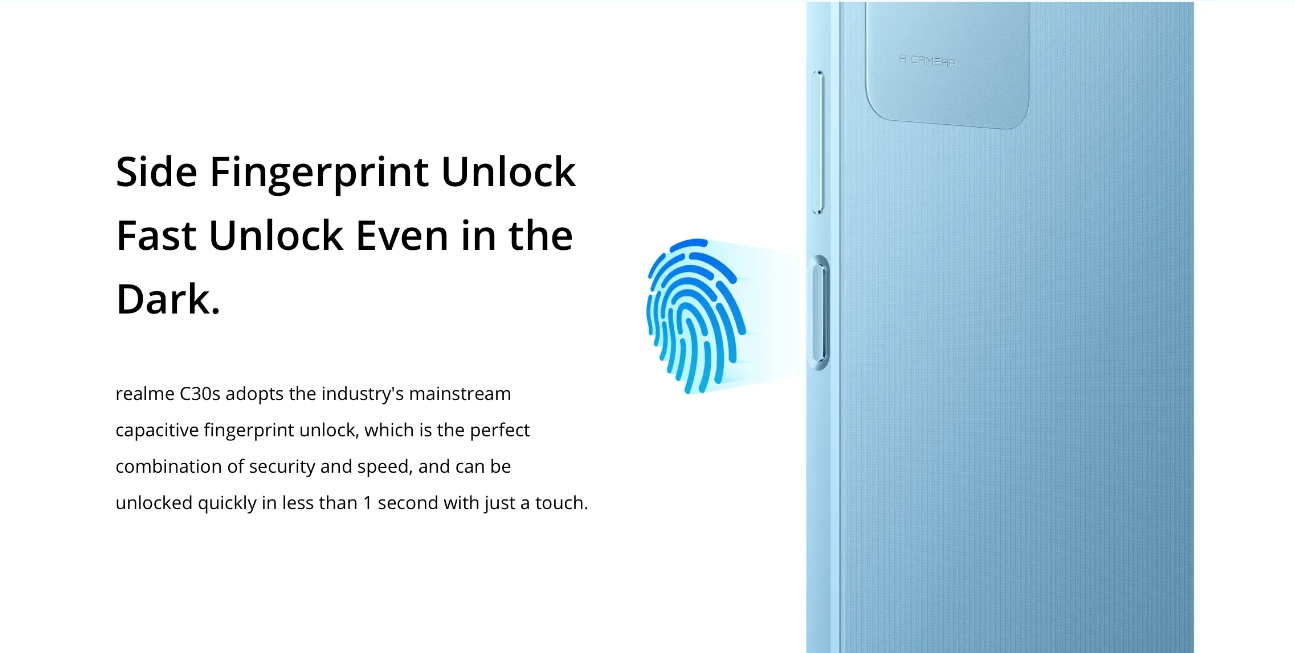 Side Fingerprint Unlock
Fast Unlock Even in the
Dark.
realme C30s adopts the industry's mainstream
capacitive fingerprint unlock, which is the perfect
combination of security and speed, and can be
unlocked quickly in less than 1 second with just a touch.